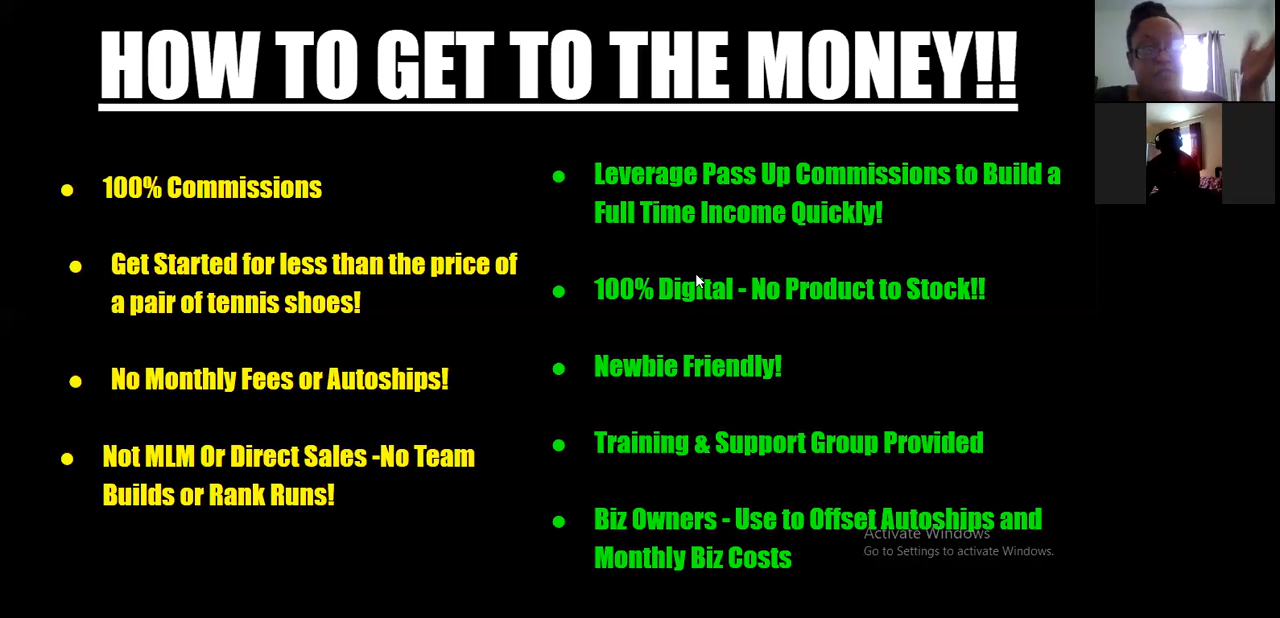 HOW TO GET TO THE MONEY!!
100% Commissions
Get Started for less than the price of
a pair of tennis shoes!
No Monthly Fees or Autoships!
Not MLM Or Direct Sales -No Team
Builds or Rank Runs!
Leverage Pass Up Commissions to Build a
Full Time Income Quickly!
100% Digital - No Product to Stock!!
Newbie Friendly!
Training & Support Group Provided
Biz Owners - Use to Offset Autoships and
Monthly Biz Costs
Activate Windows
Go to Settings to activate Windows.